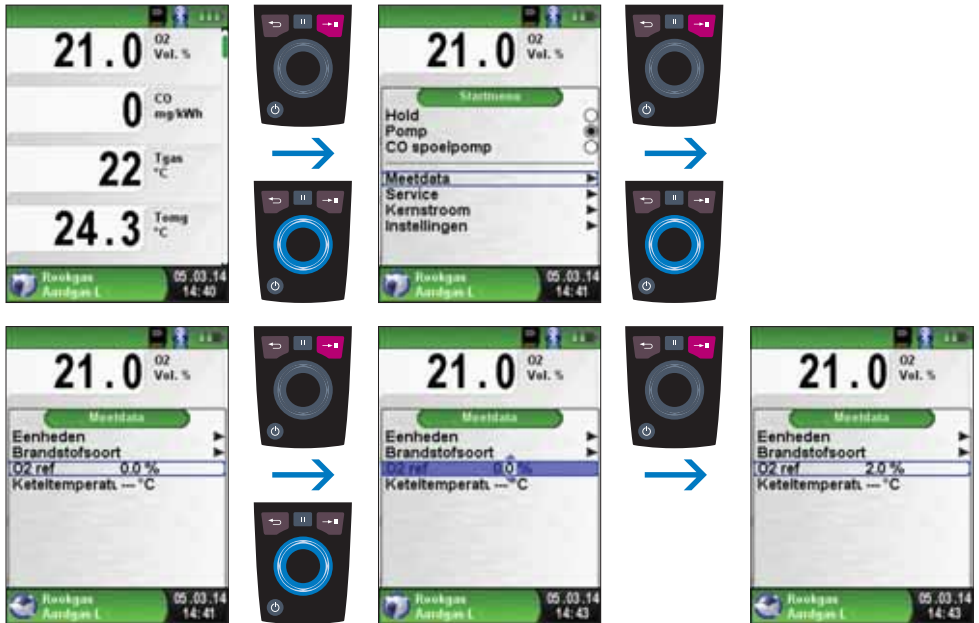 21.0 O2 Vol. %
0 CO mg/kWh
22 Tgas °C
24.3 Tomg °C
Rookgas 05.03.14
Aardgas L 14:40
21.0 O2 Vol. %
Startmenu
Hold
Pomp
CO spoelpomp
Meetdata
Service
Kernstroom
Instellingen
Rookgas 05.03.14
Aardgas L 14:41
21.0 O2 Vol. %
Meetdata
Eenheden
Brandstofsoort
O2 ref 0.0 %
Keteltemperatu --- °C
Rookgas 05.03.14
Aardgas L 14:41
21.0 O2 Vol. %
Meetdata
Eenheden
Brandstofsoort
O2 ref 0.0 %
Keteltemperatu --- °C
Rookgas 05.03.14
Aardgas L 14:43
21.0 O2 Vol. %
Meetdata
Eenheden
Brandstofsoort
O2 ref 2.0 %
Keteltemperatu --- °C
Rookgas 05.03.14
Aardgas L 14:43